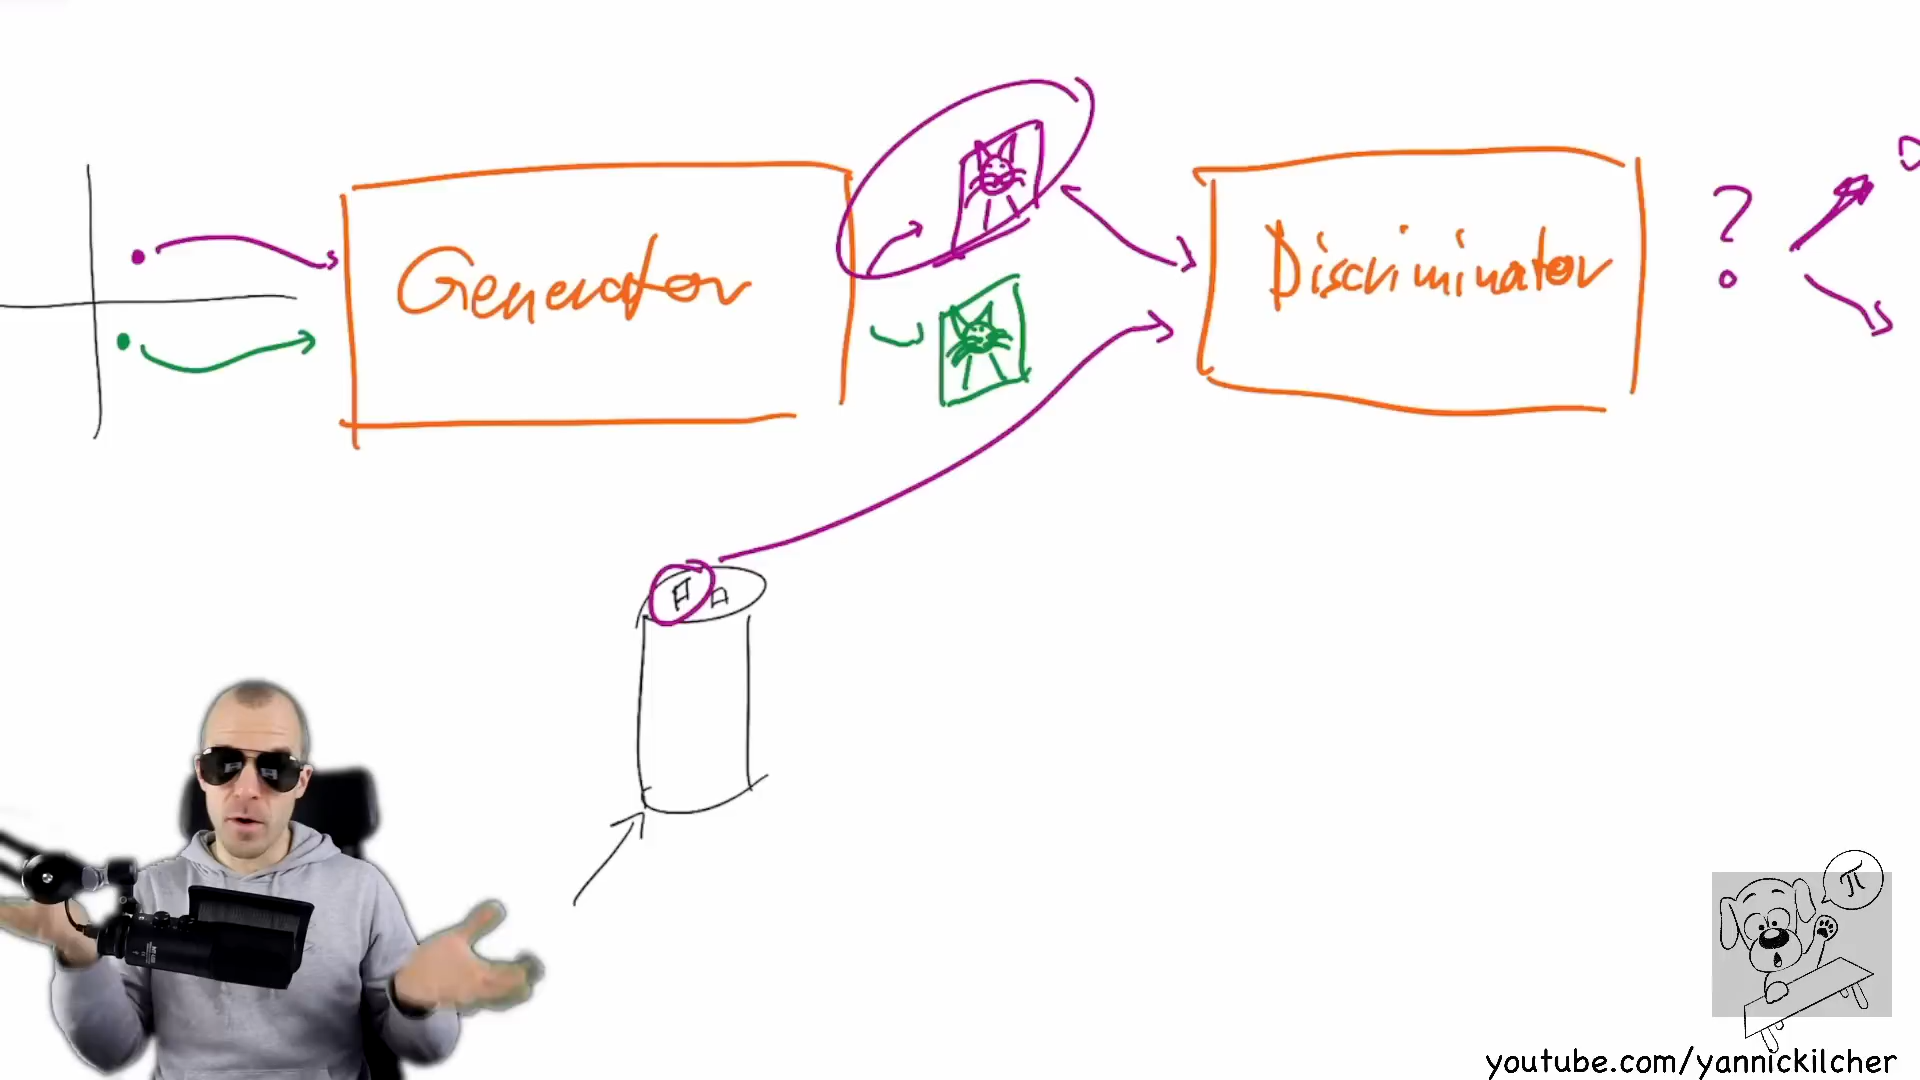 Generator
Discriminator
?
π
youtube.com/yannickilcher